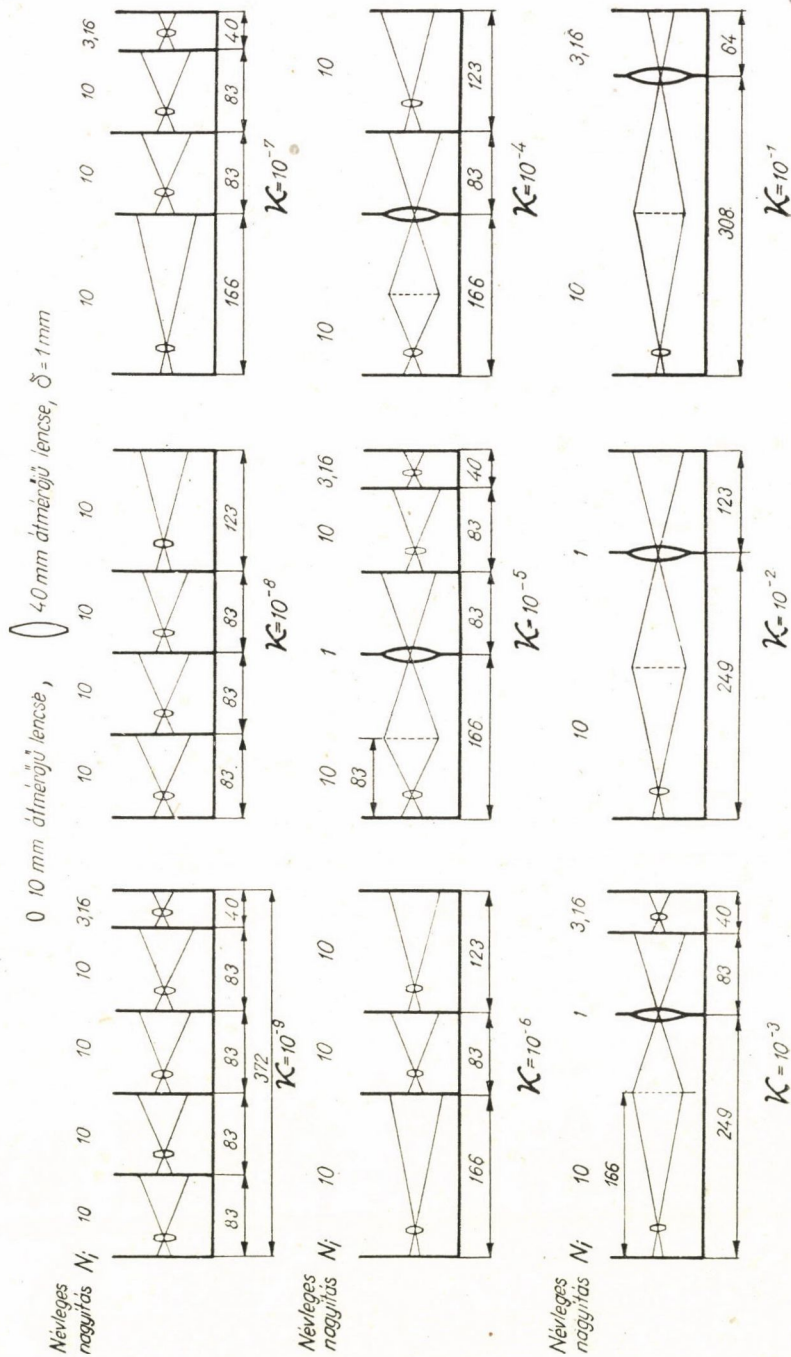 10 mm átmérőjű lencse, 40 mm átmérőjű lencse, δ=1mm
Névleges
nagyítás Ni 10 10 10 10 3,16 10 10 10 10 10 10 10 3,16
83 83 83 83 40 83 83 83 123 166 83 83 40
372
K=10⁻⁹ K=10⁻⁸ K=10⁻⁷
Névleges
nagyítás Ni 10 10 10 10 1 10 3,16 10 10
83
166 83 123 166 83 83 40 166 83 123
K=10⁻⁶ K=10⁻⁵ K=10⁻⁴
Névleges
nagyítás Ni 10 1 3,16 10 1 10 3,16
166
249 83 40 249 123 308 64
K=10⁻³ K=10⁻² K=10⁻¹